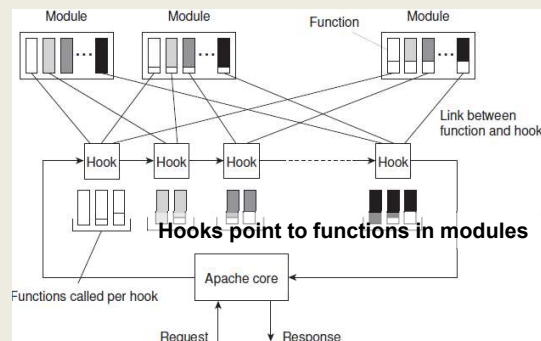 Module
Module
Function
Module
Link between
function and hook
Hook
Hook
Hook
Hook
Hooks point to functions in modules
Apache core
Functions called per hook
Request
Response